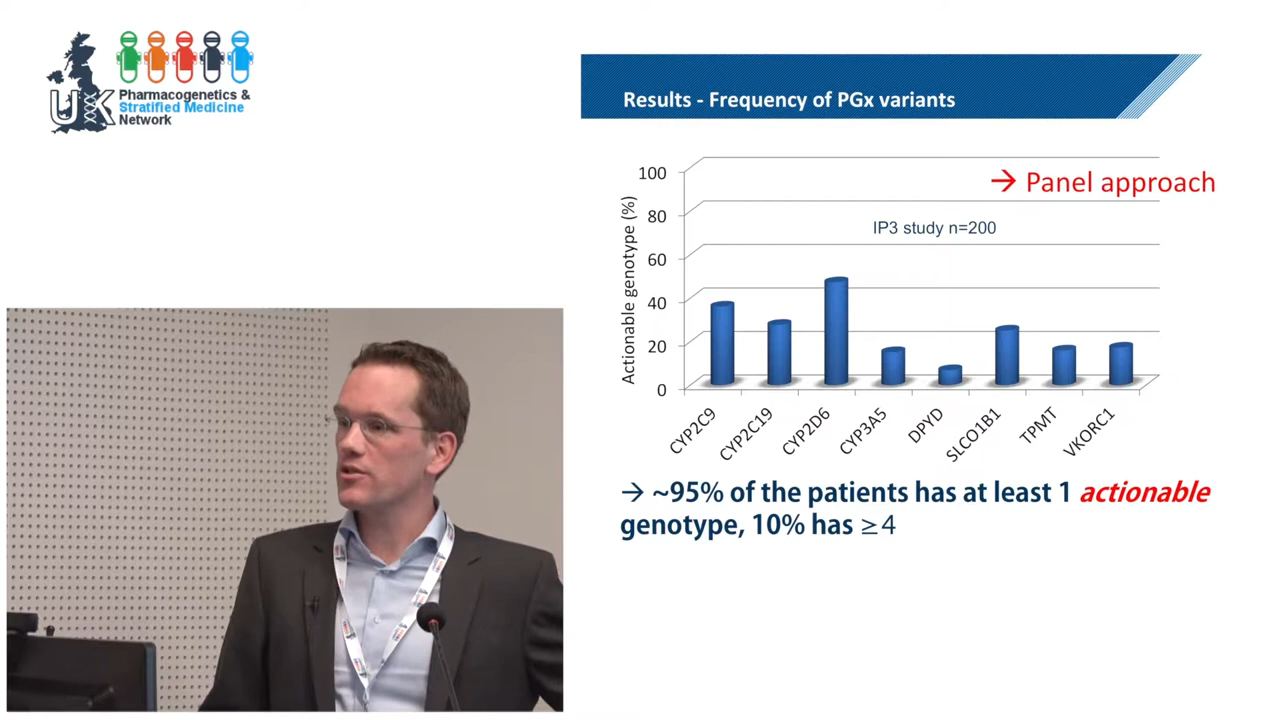 UK
Pharmacogenetics &
Stratified Medicine
Network
Results - Frequency of PGx variants
→ Panel approach
IP3 study n=200
Actionable genotype (%)
100
80
60
40
20
0
CYP2C9
CYP2C19
CYP2D6
CYP3A5
DPYD
SLCO1B1
TPMT
VKORC1
→ ~95% of the patients has at least 1 actionable
genotype, 10% has ≥4